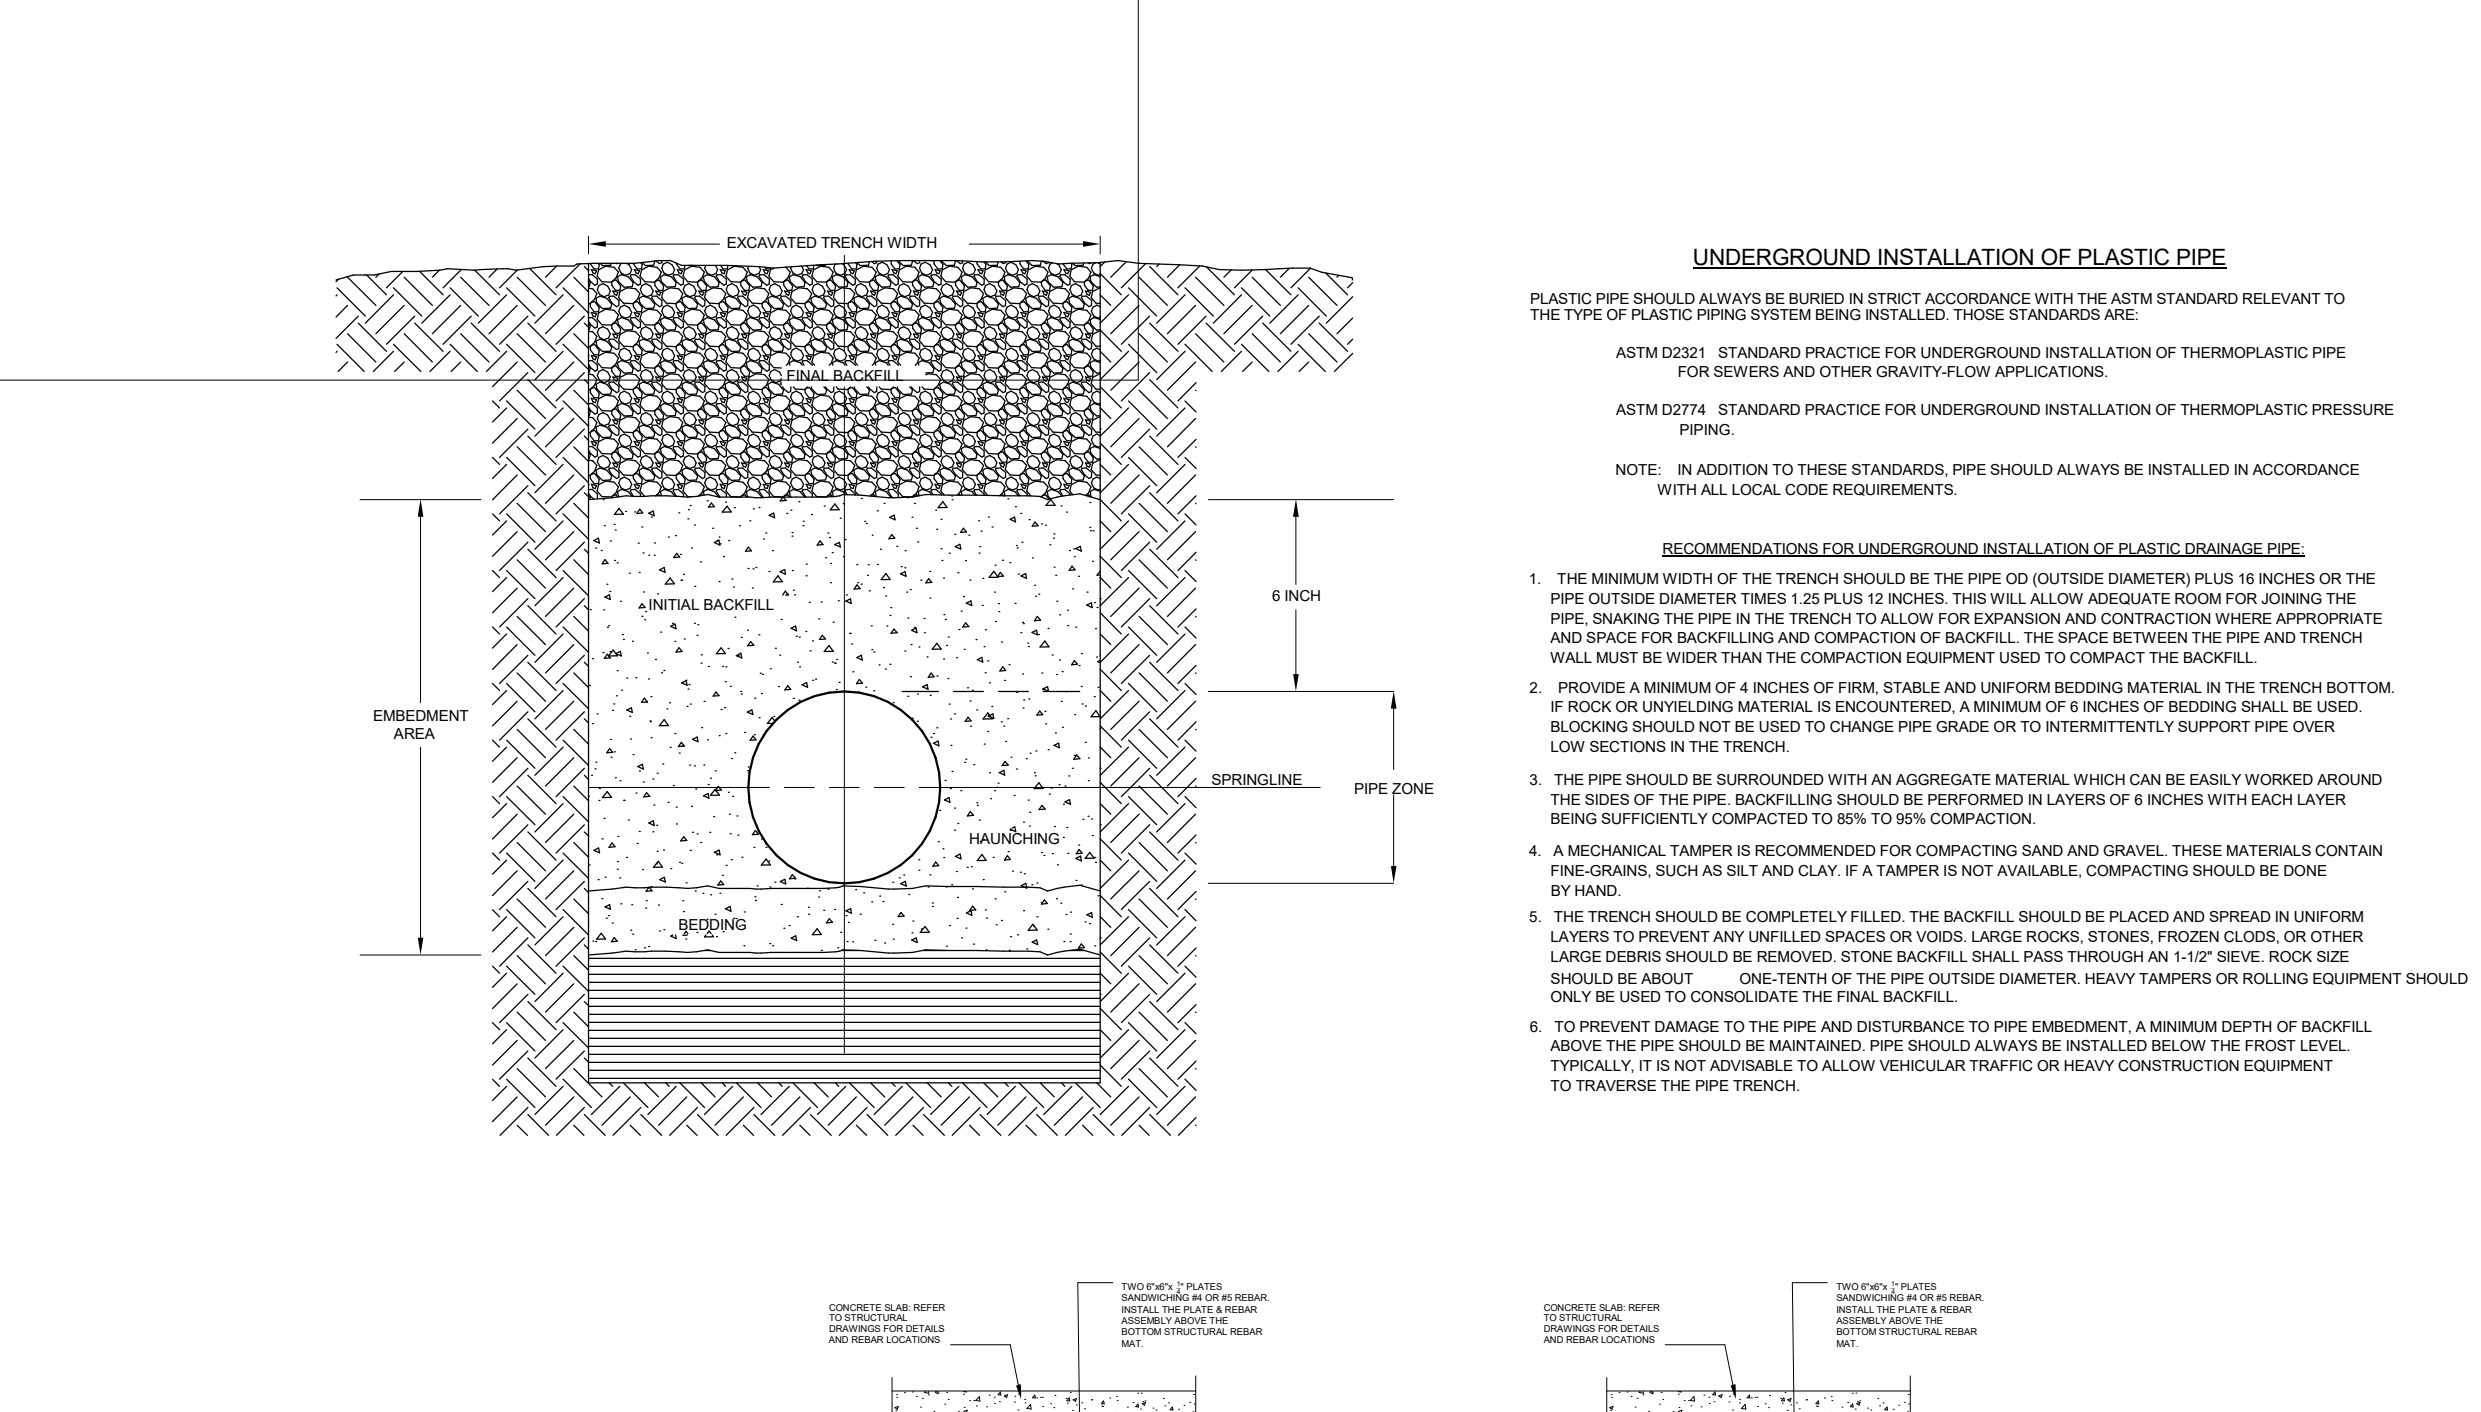 EXCAVATED TRENCH WIDTH
FINAL BACKFILL
INITIAL BACKFILL
6 INCH
EMBEDMENT
AREA
SPRINGLINE
PIPE ZONE
HAUNCHING
BEDDING
UNDERGROUND INSTALLATION OF PLASTIC PIPE
PLASTIC PIPE SHOULD ALWAYS BE BURIED IN STRICT ACCORDANCE WITH THE ASTM STANDARD RELEVANT TO
THE TYPE OF PLASTIC PIPING SYSTEM BEING INSTALLED. THOSE STANDARDS ARE:
ASTM D2321 STANDARD PRACTICE FOR UNDERGROUND INSTALLATION OF THERMOPLASTIC PIPE
FOR SEWERS AND OTHER GRAVITY-FLOW APPLICATIONS.
ASTM D2774 STANDARD PRACTICE FOR UNDERGROUND INSTALLATION OF THERMOPLASTIC PRESSURE
PIPING.
NOTE: IN ADDITION TO THESE STANDARDS, PIPE SHOULD ALWAYS BE INSTALLED IN ACCORDANCE
WITH ALL LOCAL CODE REQUIREMENTS.
RECOMMENDATIONS FOR UNDERGROUND INSTALLATION OF PLASTIC DRAINAGE PIPE:
1. THE MINIMUM WIDTH OF THE TRENCH SHOULD BE THE PIPE OD (OUTSIDE DIAMETER) PLUS 16 INCHES OR THE
PIPE OUTSIDE DIAMETER TIMES 1.25 PLUS 12 INCHES. THIS WILL ALLOW ADEQUATE ROOM FOR JOINING THE
PIPE, SNAKING THE PIPE IN THE TRENCH TO ALLOW FOR EXPANSION AND CONTRACTION WHERE APPROPRIATE
AND SPACE FOR BACKFILLING AND COMPACTION OF BACKFILL. THE SPACE BETWEEN THE PIPE AND TRENCH
WALL MUST BE WIDER THAN THE COMPACTION EQUIPMENT USED TO COMPACT THE BACKFILL.
2. PROVIDE A MINIMUM OF 4 INCHES OF FIRM, STABLE AND UNIFORM BEDDING MATERIAL IN THE TRENCH BOTTOM.
IF ROCK OR UNYIELDING MATERIAL IS ENCOUNTERED, A MINIMUM OF 6 INCHES OF BEDDING SHALL BE USED.
BLOCKING SHOULD NOT BE USED TO CHANGE PIPE GRADE OR TO INTERMITTENTLY SUPPORT PIPE OVER
LOW SECTIONS IN THE TRENCH.
3. THE PIPE SHOULD BE SURROUNDED WITH AN AGGREGATE MATERIAL WHICH CAN BE EASILY WORKED AROUND
THE SIDES OF THE PIPE. BACKFILLING SHOULD BE PERFORMED IN LAYERS OF 6 INCHES WITH EACH LAYER
BEING SUFFICIENTLY COMPACTED TO 85% TO 95% COMPACTION.
4. A MECHANICAL TAMPER IS RECOMMENDED FOR COMPACTING SAND AND GRAVEL. THESE MATERIALS CONTAIN
FINE-GRAINS, SUCH AS SILT AND CLAY. IF A TAMPER IS NOT AVAILABLE, COMPACTING SHOULD BE DONE
BY HAND.
5. THE TRENCH SHOULD BE COMPLETELY FILLED. THE BACKFILL SHOULD BE PLACED AND SPREAD IN UNIFORM
LAYERS TO PREVENT ANY UNFILLED SPACES OR VOIDS. LARGE ROCKS, STONES, FROZEN CLODS, OR OTHER
LARGE DEBRIS SHOULD BE REMOVED. STONE BACKFILL SHALL PASS THROUGH AN 1-1/2" SIEVE. ROCK SIZE
SHOULD BE ABOUT ONE-TENTH OF THE PIPE OUTSIDE DIAMETER. HEAVY TAMPERS OR ROLLING EQUIPMENT SHOULD
ONLY BE USED TO CONSOLIDATE THE FINAL BACKFILL.
6. TO PREVENT DAMAGE TO THE PIPE AND DISTURBANCE TO PIPE EMBEDMENT, A MINIMUM DEPTH OF BACKFILL
ABOVE THE PIPE SHOULD BE MAINTAINED. PIPE SHOULD ALWAYS BE INSTALLED BELOW THE FROST LEVEL.
TYPICALLY, IT IS NOT ADVISABLE TO ALLOW VEHICULAR TRAFFIC OR HEAVY CONSTRUCTION EQUIPMENT
TO TRAVERSE THE PIPE TRENCH.
CONCRETE SLAB: REFER
TO STRUCTURAL
DRAWINGS FOR DETAILS
AND REBAR LOCATIONS
TWO 6"x6"x 1/4" PLATES
SANDWICHING #4 OR #5 REBAR.
INSTALL THE PLATE & REBAR
ASSEMBLY ABOVE THE
BOTTOM STRUCTURAL REBAR
MAT.
CONCRETE SLAB: REFER
TO STRUCTURAL
DRAWINGS FOR DETAILS
AND REBAR LOCATIONS
TWO 6"x6"x 1/4" PLATES
SANDWICHING #4 OR #5 REBAR.
INSTALL THE PLATE & REBAR
ASSEMBLY ABOVE THE
BOTTOM STRUCTURAL REBAR
MAT.